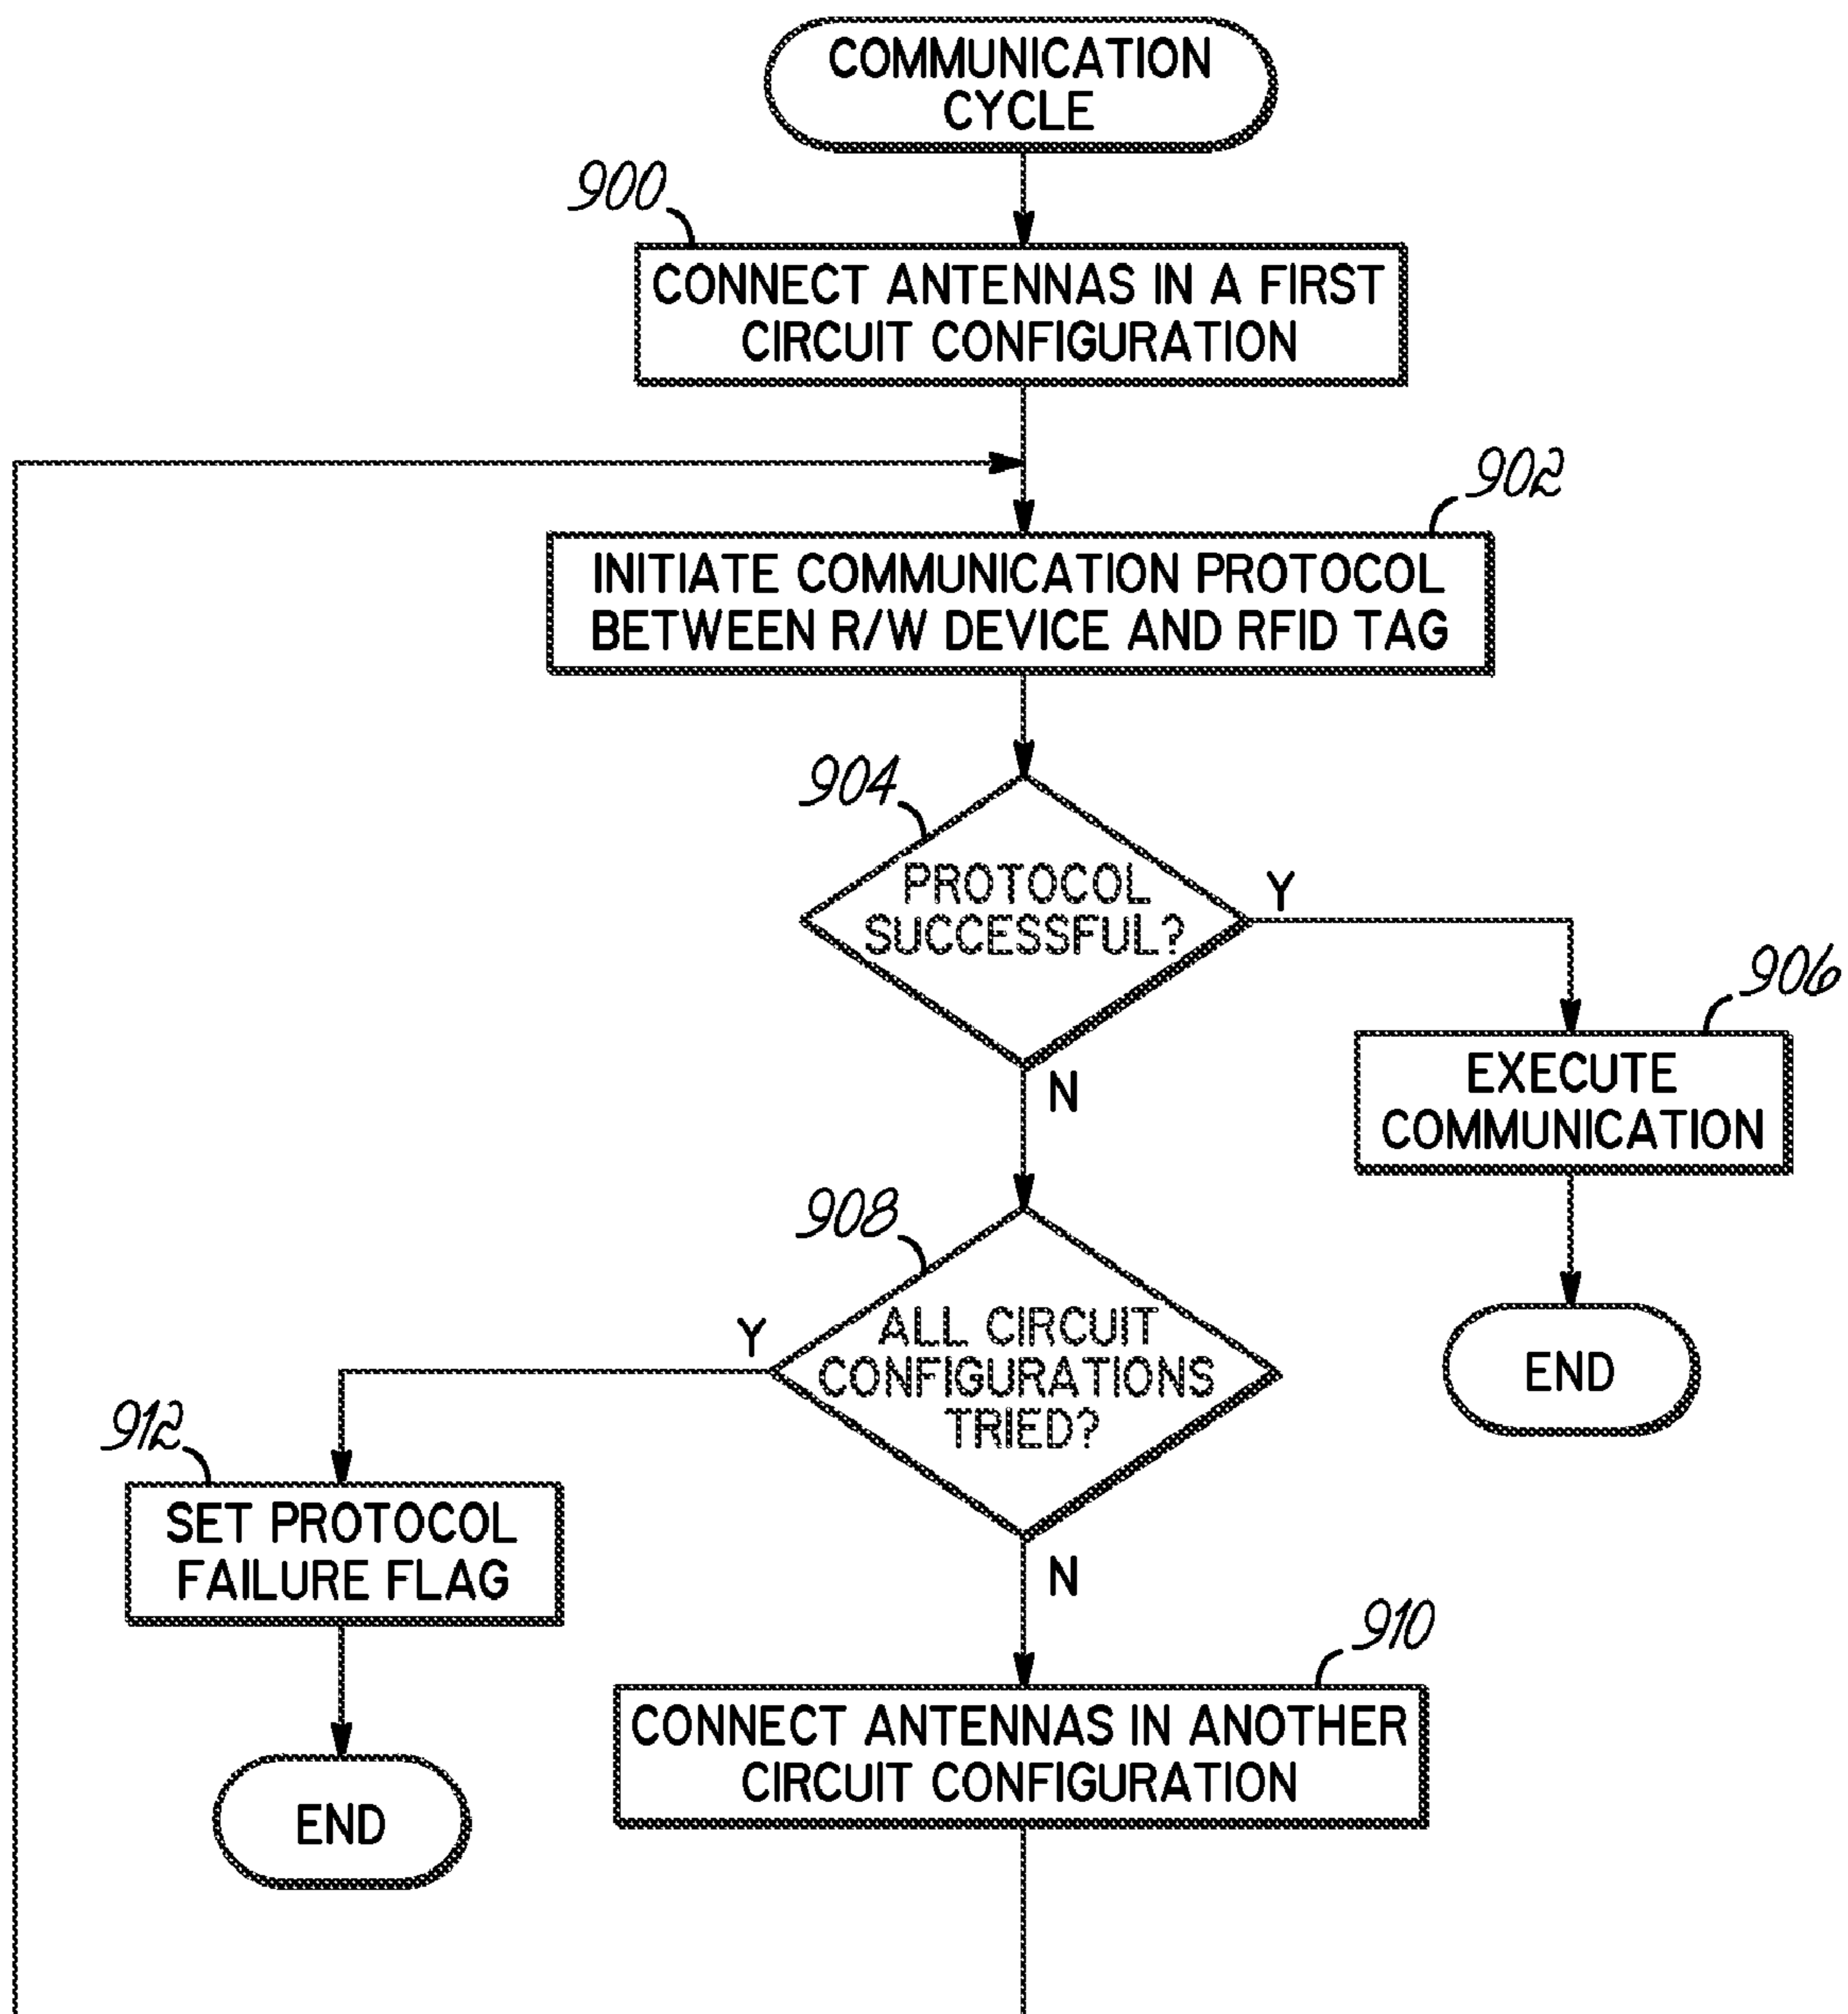 COMMUNICATION
CYCLE
900
CONNECT ANTENNAS IN A FIRST
CIRCUIT CONFIGURATION
902
INITIATE COMMUNICATION PROTOCOL
BETWEEN R/W DEVICE AND RFID TAG
904
PROTOCOL
SUCCESSFUL?
Y
N
906
EXECUTE
COMMUNICATION
END
908
ALL CIRCUIT
CONFIGURATIONS
TRIED?
Y
N
912
SET PROTOCOL
FAILURE FLAG
END
910
CONNECT ANTENNAS IN ANOTHER
CIRCUIT CONFIGURATION